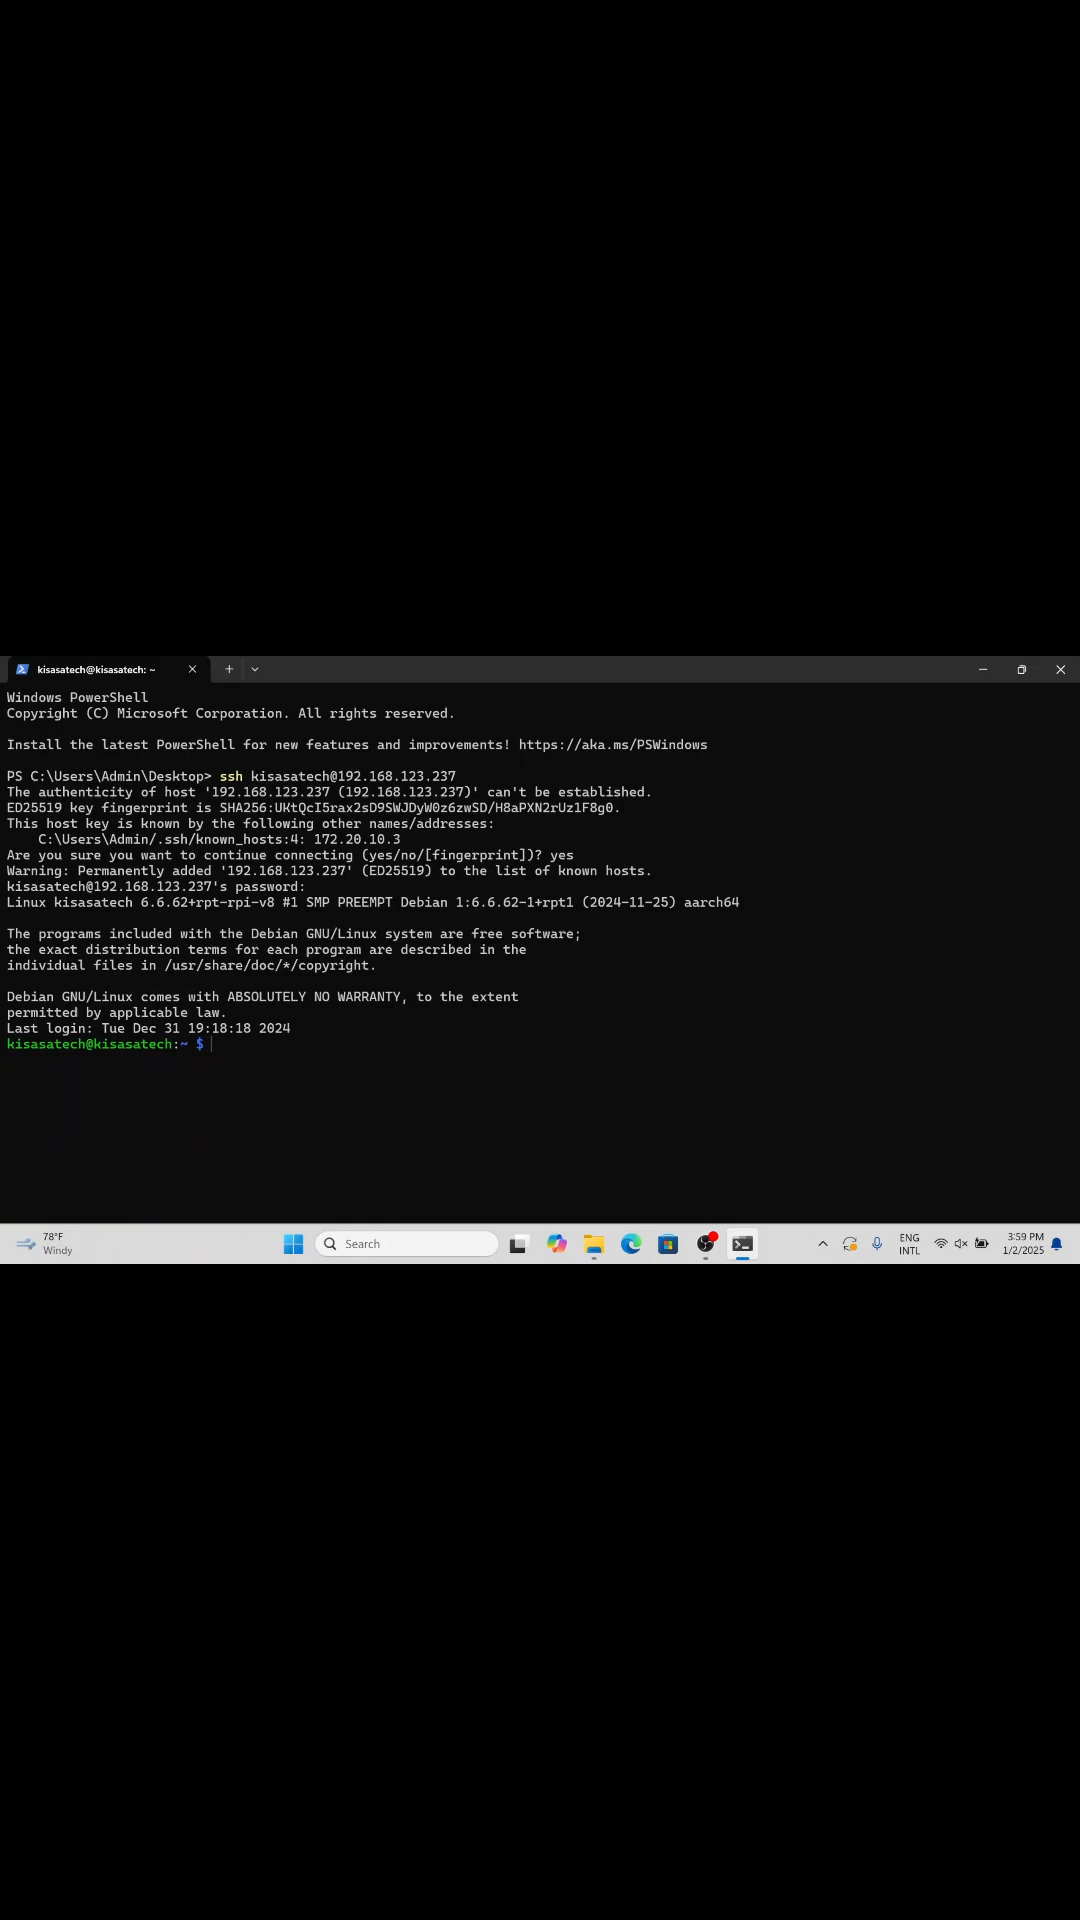 kisasatech@kisasatech: ~
Windows PowerShell
Copyright (C) Microsoft Corporation. All rights reserved.
Install the latest PowerShell for new features and improvements! https://aka.ms/PSWindows
PS C:\Users\Admin\Desktop> ssh kisasatech@192.168.123.237
The authenticity of host '192.168.123.237 (192.168.123.237)' can't be established.
ED25519 key fingerprint is SHA256:UKtQcI5rax2sD9SWJDyW0z6zwSD/H8aPXN2rUz1F8g0.
This host key is known by the following other names/addresses:
    C:\Users\Admin/.ssh/known_hosts:4: 172.20.10.3
Are you sure you want to continue connecting (yes/no/[fingerprint])? yes
Warning: Permanently added '192.168.123.237' (ED25519) to the list of known hosts.
kisasatech@192.168.123.237's password:
Linux kisasatech 6.6.62+rpt-rpi-v8 #1 SMP PREEMPT Debian 1:6.6.62-1+rpt1 (2024-11-25) aarch64
The programs included with the Debian GNU/Linux system are free software;
the exact distribution terms for each program are described in the
individual files in /usr/share/doc/*/copyright.
Debian GNU/Linux comes with ABSOLUTELY NO WARRANTY, to the extent
permitted by applicable law.
Last login: Tue Dec 31 19:18:18 2024
kisasatech@kisasatech:~ $
78°F
Windy
Search
ENG
INTL
3:59 PM
1/2/2025